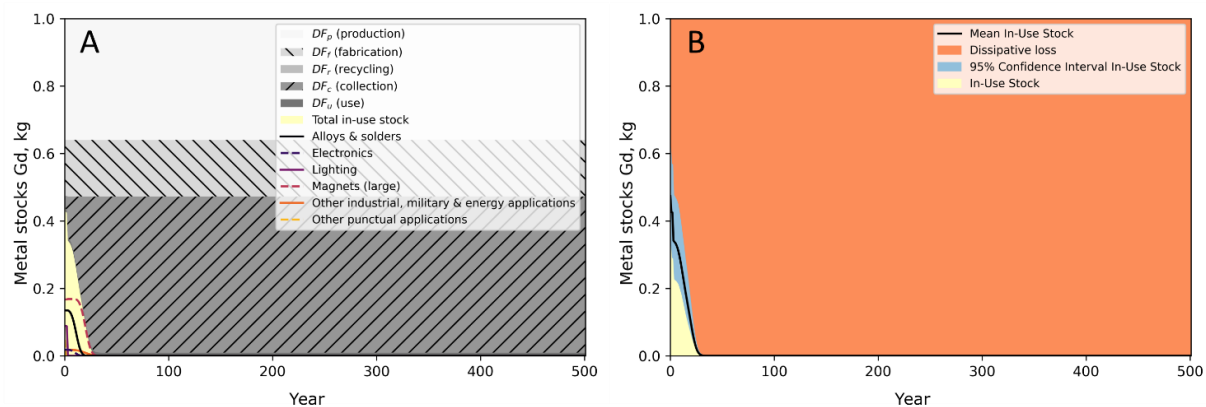 A
1.0
0.8
0.6
0.4
0.2
0.0
Metal stocks Gd, kg
0
100
200
300
400
500
Year
DFp (production)
DFf (fabrication)
DFr (recycling)
DFc (collection)
DFu (use)
Total in-use stock
Alloys & solders
Electronics
Lighting
Magnets (large)
Other industrial, military & energy applications
Other punctual applications
B
1.0
0.8
0.6
0.4
0.2
0.0
Metal stocks Gd, kg
0
100
200
300
400
500
Year
Mean In-Use Stock
Dissipative loss
95% Confidence Interval In-Use Stock
In-Use Stock